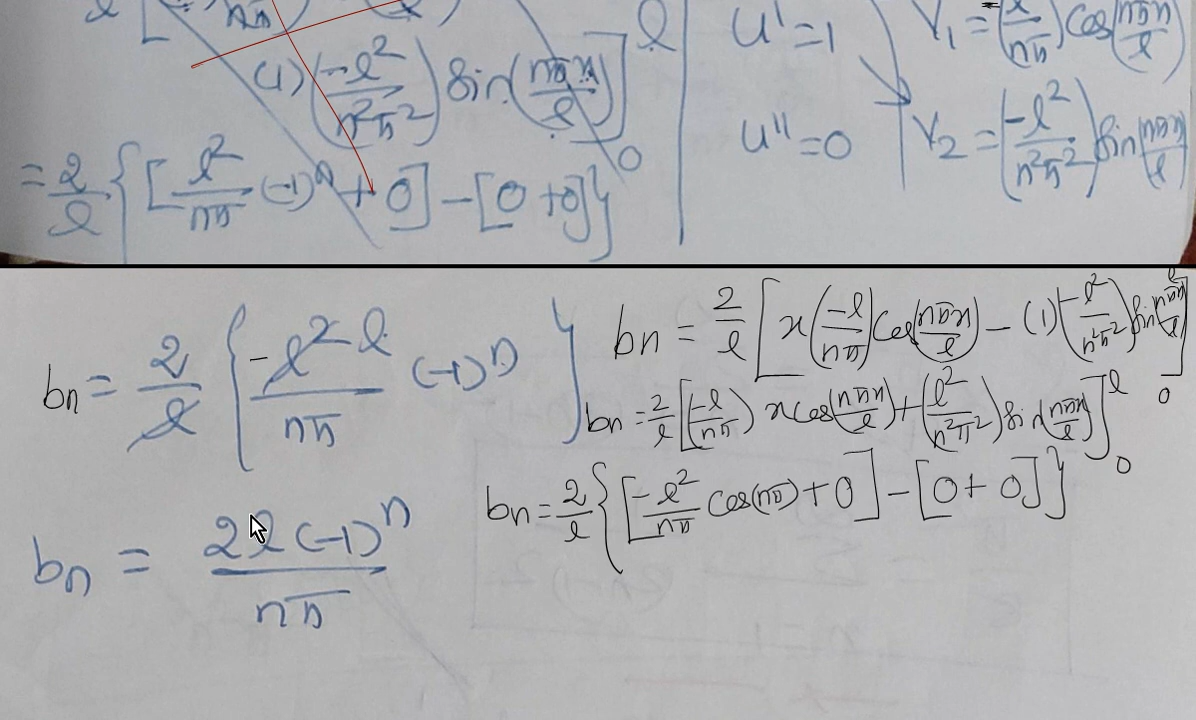 (1) (-l²/n²π²) sin(nπx/l)]₀ˡ
= 2/l {[l²/nπ (-1)ⁿ + 0] - [0 + 0]}
u' = 1
u'' = 0
V₁ = (l/nπ) cos(nπx/l)
V₂ = (-l²/n²π²) sin(nπx/l)
bn = 2/l {-l² l/nπ (-1)ⁿ}
bn = 2l(-1)ⁿ/nπ
bn = 2/l [x(-l/nπ) cos(nπx/l) - (1)(-l²/n²π²) sin(nπx/l)]₀ˡ
bn = 2/l [(-l/nπ) x cos(nπx/l) + (l²/n²π²) sin(nπx/l)]₀ˡ
bn = 2/l {[-l²/nπ cos(nπ) + 0] - [0 + 0]}